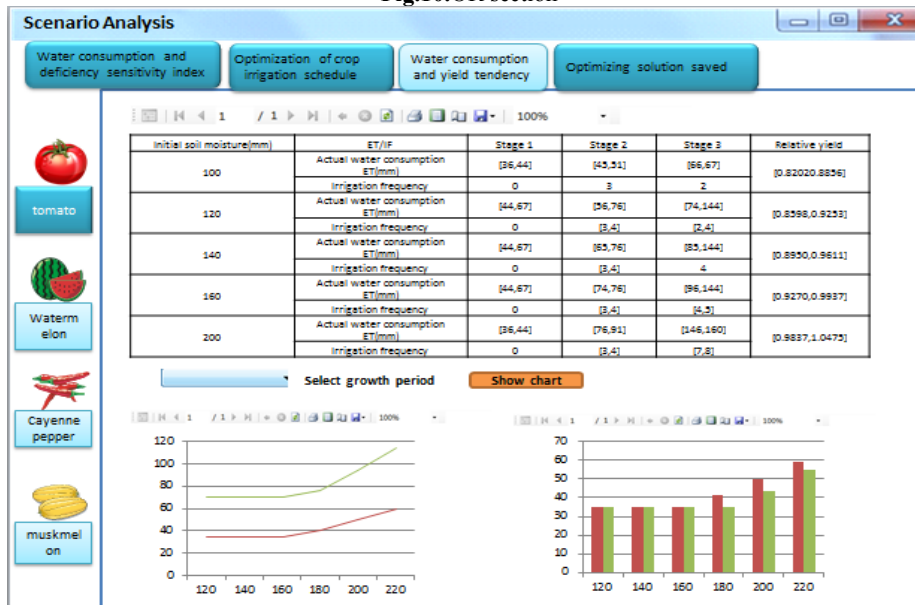 Scenario Analysis
Water consumption and
deficiency sensitivity index
Optimization of crop
irrigation schedule
Water consumption
and yield tendency
Optimizing solution saved
1 / 1 100%
Initial soil moisture(mm) ET/IF Stage 1 Stage 2 Stage 3 Relative yield
100 Actual water consumption ET(mm) [36,44] [43,51] [66,67] [0.82020.8856]
Irrigation frequency 0 3 2
120 Actual water consumption ET(mm) [44,67] [56,76] [74,144] [0.8598,0.9253]
Irrigation frequency 0 [3,4] [2,4]
140 Actual water consumption ET(mm) [44,67] [65,76] [85,144] [0.8950,0.9611]
Irrigation frequency 0 [3,4] 4
160 Actual water consumption ET(mm) [44,67] [74,76] [96,144] [0.9270,0.9937]
Irrigation frequency 0 [3,4] [4,5]
200 Actual water consumption ET(mm) [36,44] [76,91] [146,160] [0.9837,1.0475]
Irrigation frequency 0 [3,4] [7,8]
tomato
Waterm
elon
Cayenne
pepper
muskmel
on
Select growth period
Show chart
1 / 1 100%
120
100
80
60
40
20
0
120 140 160 180 200 220
1 / 1 100%
70
60
50
40
30
20
10
0
120 140 160 180 200 220